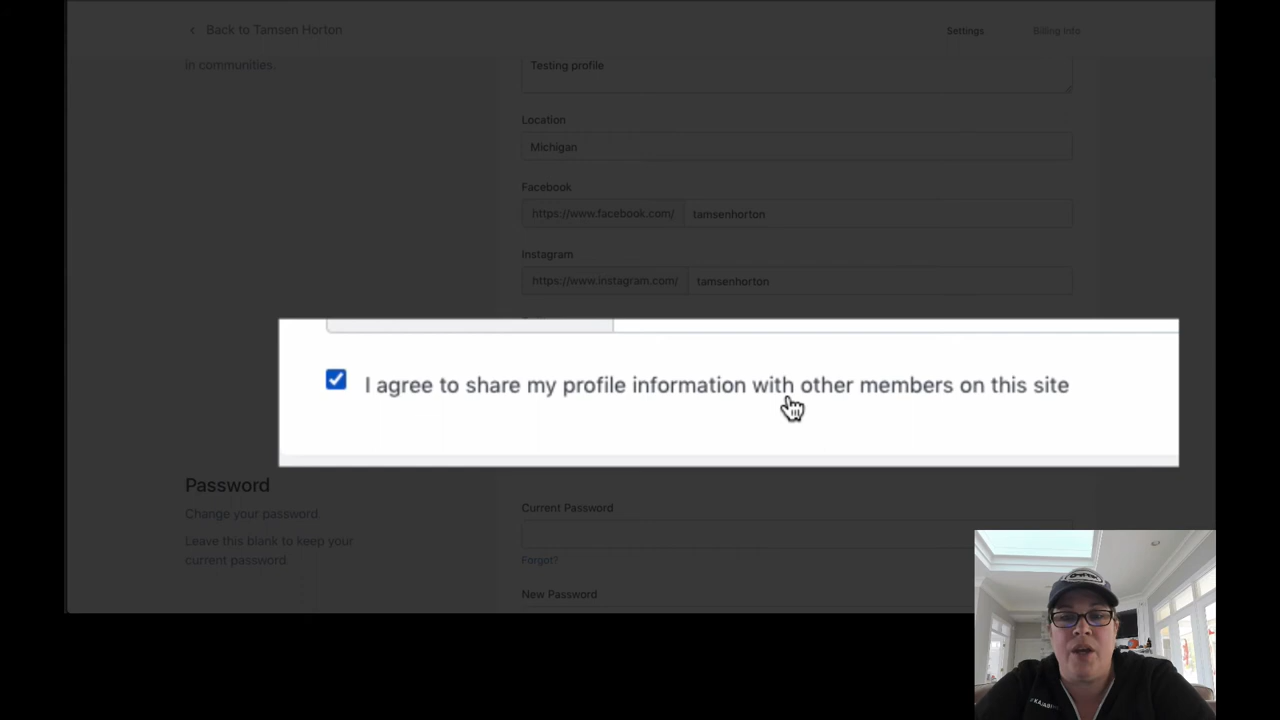 Back to Tamsen Horton
Settings
Billing Info
in communities.
Testing profile
Location
Michigan
Facebook
https://www.facebook.com/
tamsenhorton
Instagram
https://www.instagram.com/
tamsenhorton
I agree to share my profile information with other members on this site
Password
Change your password.
Leave this blank to keep your
current password.
Current Password
Forgot?
New Password